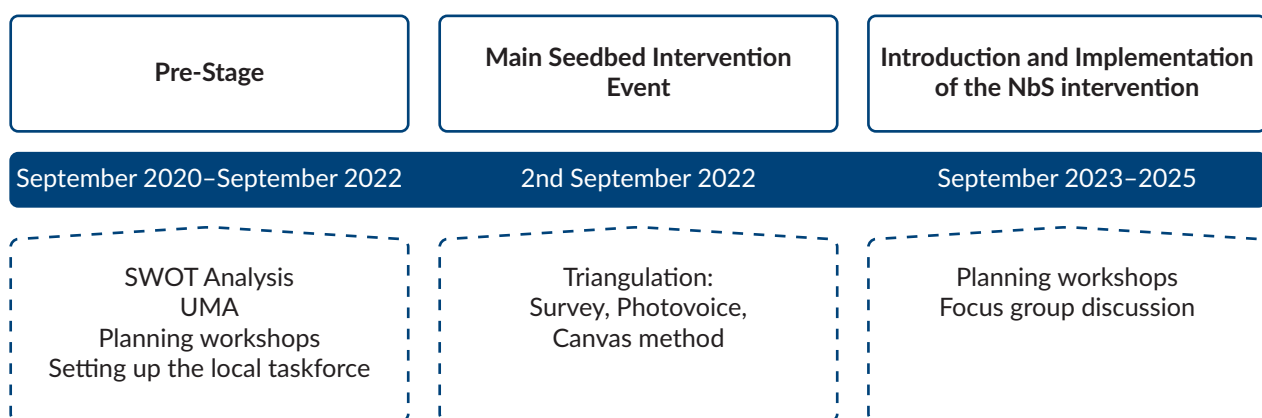 Pre-Stage
Main Seedbed Intervention
Event
Introduction and Implementation
of the NbS intervention
September 2020–September 2022
2nd September 2022
September 2023–2025
SWOT Analysis
UMA
Planning workshops
Setting up the local taskforce
Triangulation:
Survey, Photovoice,
Canvas method
Planning workshops
Focus group discussion